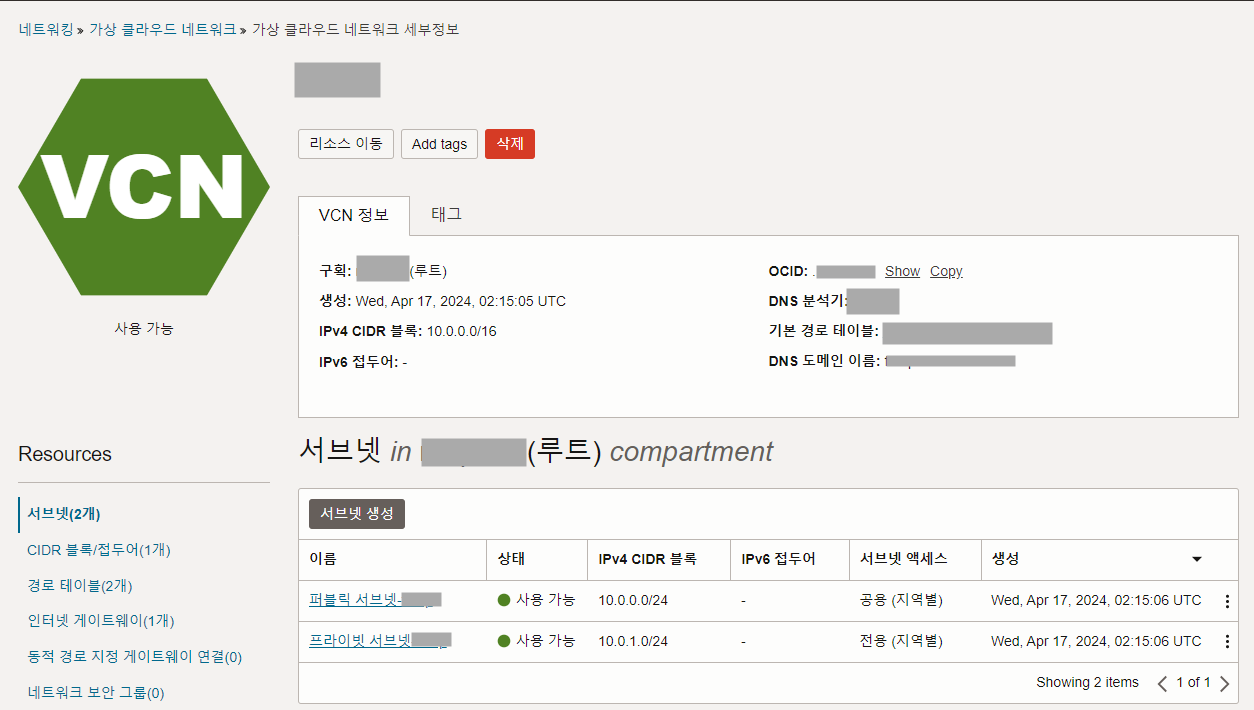 네트워킹 » 가상 클라우드 네트워크 » 가상 클라우드 네트워크 세부정보
VCN
사용 가능
리소스 이동 Add tags 삭제
VCN 정보 태그
구획: (루트)
생성: Wed, Apr 17, 2024, 02:15:05 UTC
IPv4 CIDR 블록: 10.0.0.0/16
IPv6 접두어: -
OCID: Show Copy
DNS 분석기:
기본 경로 테이블:
DNS 도메인 이름:
Resources
서브넷(2개)
CIDR 블록/접두어(1개)
경로 테이블(2개)
인터넷 게이트웨이(1개)
동적 경로 지정 게이트웨이 연결(0)
네트워크 보안 그룹(0)
서브넷 in (루트) compartment
서브넷 생성
이름 상태 IPv4 CIDR 블록 IPv6 접두어 서브넷 액세스 생성
퍼블릭 서브넷- 사용 가능 10.0.0.0/24 - 공용 (지역별) Wed, Apr 17, 2024, 02:15:06 UTC
프라이빗 서브넷 사용 가능 10.0.1.0/24 - 전용 (지역별) Wed, Apr 17, 2024, 02:15:06 UTC
Showing 2 items 1 of 1